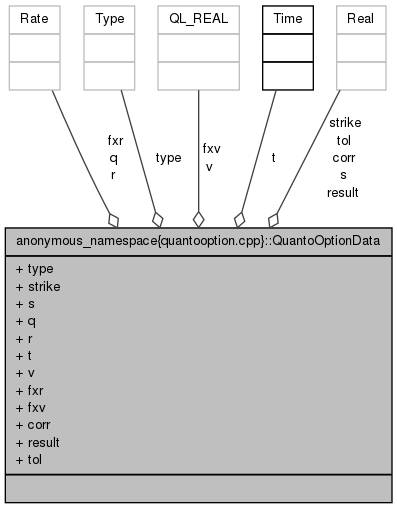 Rate
Type
QL_REAL
Time
Real
fxr
q
r
type
fxv
v
t
strike
tol
corr
s
result
anonymous_namespace{quantooption.cpp}::QuantoOptionData
+ type
+ strike
+ s
+ q
+ r
+ t
+ v
+ fxr
+ fxv
+ corr
+ result
+ tol